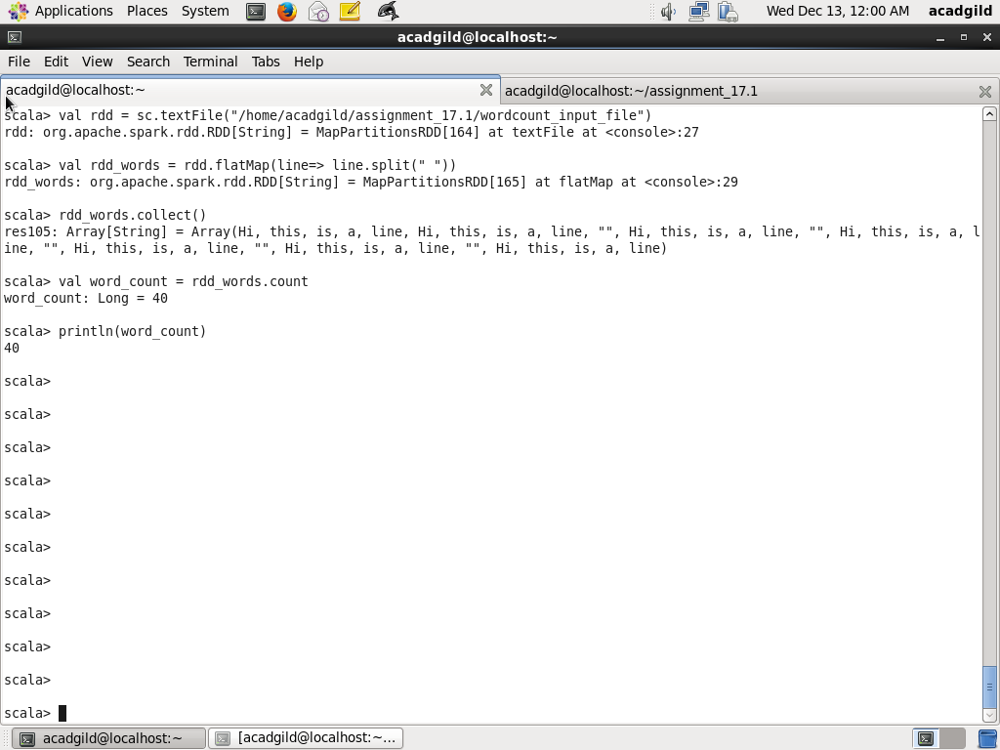 Applications Places System Wed Dec 13, 12:00 AM acadgild
acadgild@localhost:~
File Edit View Search Terminal Tabs Help
acadgild@localhost:~ acadgild@localhost:~/assignment_17.1
scala> val rdd = sc.textFile("/home/acadgild/assignment_17.1/wordcount_input_file")
rdd: org.apache.spark.rdd.RDD[String] = MapPartitionsRDD[164] at textFile at <console>:27
scala> val rdd_words = rdd.flatMap(line=> line.split(" "))
rdd_words: org.apache.spark.rdd.RDD[String] = MapPartitionsRDD[165] at flatMap at <console>:29
scala> rdd_words.collect()
res105: Array[String] = Array(Hi, this, is, a, line, Hi, this, is, a, line, "", Hi, this, is, a, line, "", Hi, this, is, a, l
ine, "", Hi, this, is, a, line, "", Hi, this, is, a, line, "", Hi, this, is, a, line)
scala> val word_count = rdd_words.count
word_count: Long = 40
scala> println(word_count)
40
scala>
scala>
scala>
scala>
scala>
scala>
scala>
scala>
scala>
scala>
scala>
acadgild@localhost:~ [acadgild@localhost:~...